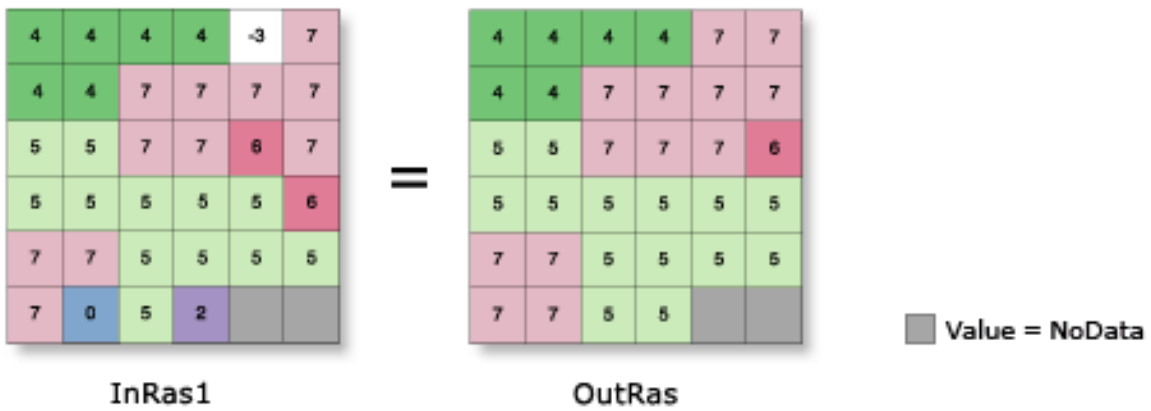 4 4 4 4 -3 7 4 4 4 4 7 7
4 4 7 7 7 7 4 4 7 7 7 7
5 5 7 7 6 7 5 5 7 7 7 6
=
5 5 5 5 5 6 5 5 5 5 5 5
7 7 5 5 5 5 7 7 5 5 5 5
7 0 5 2 7 7 5 5
Value = NoData
InRas1 OutRas